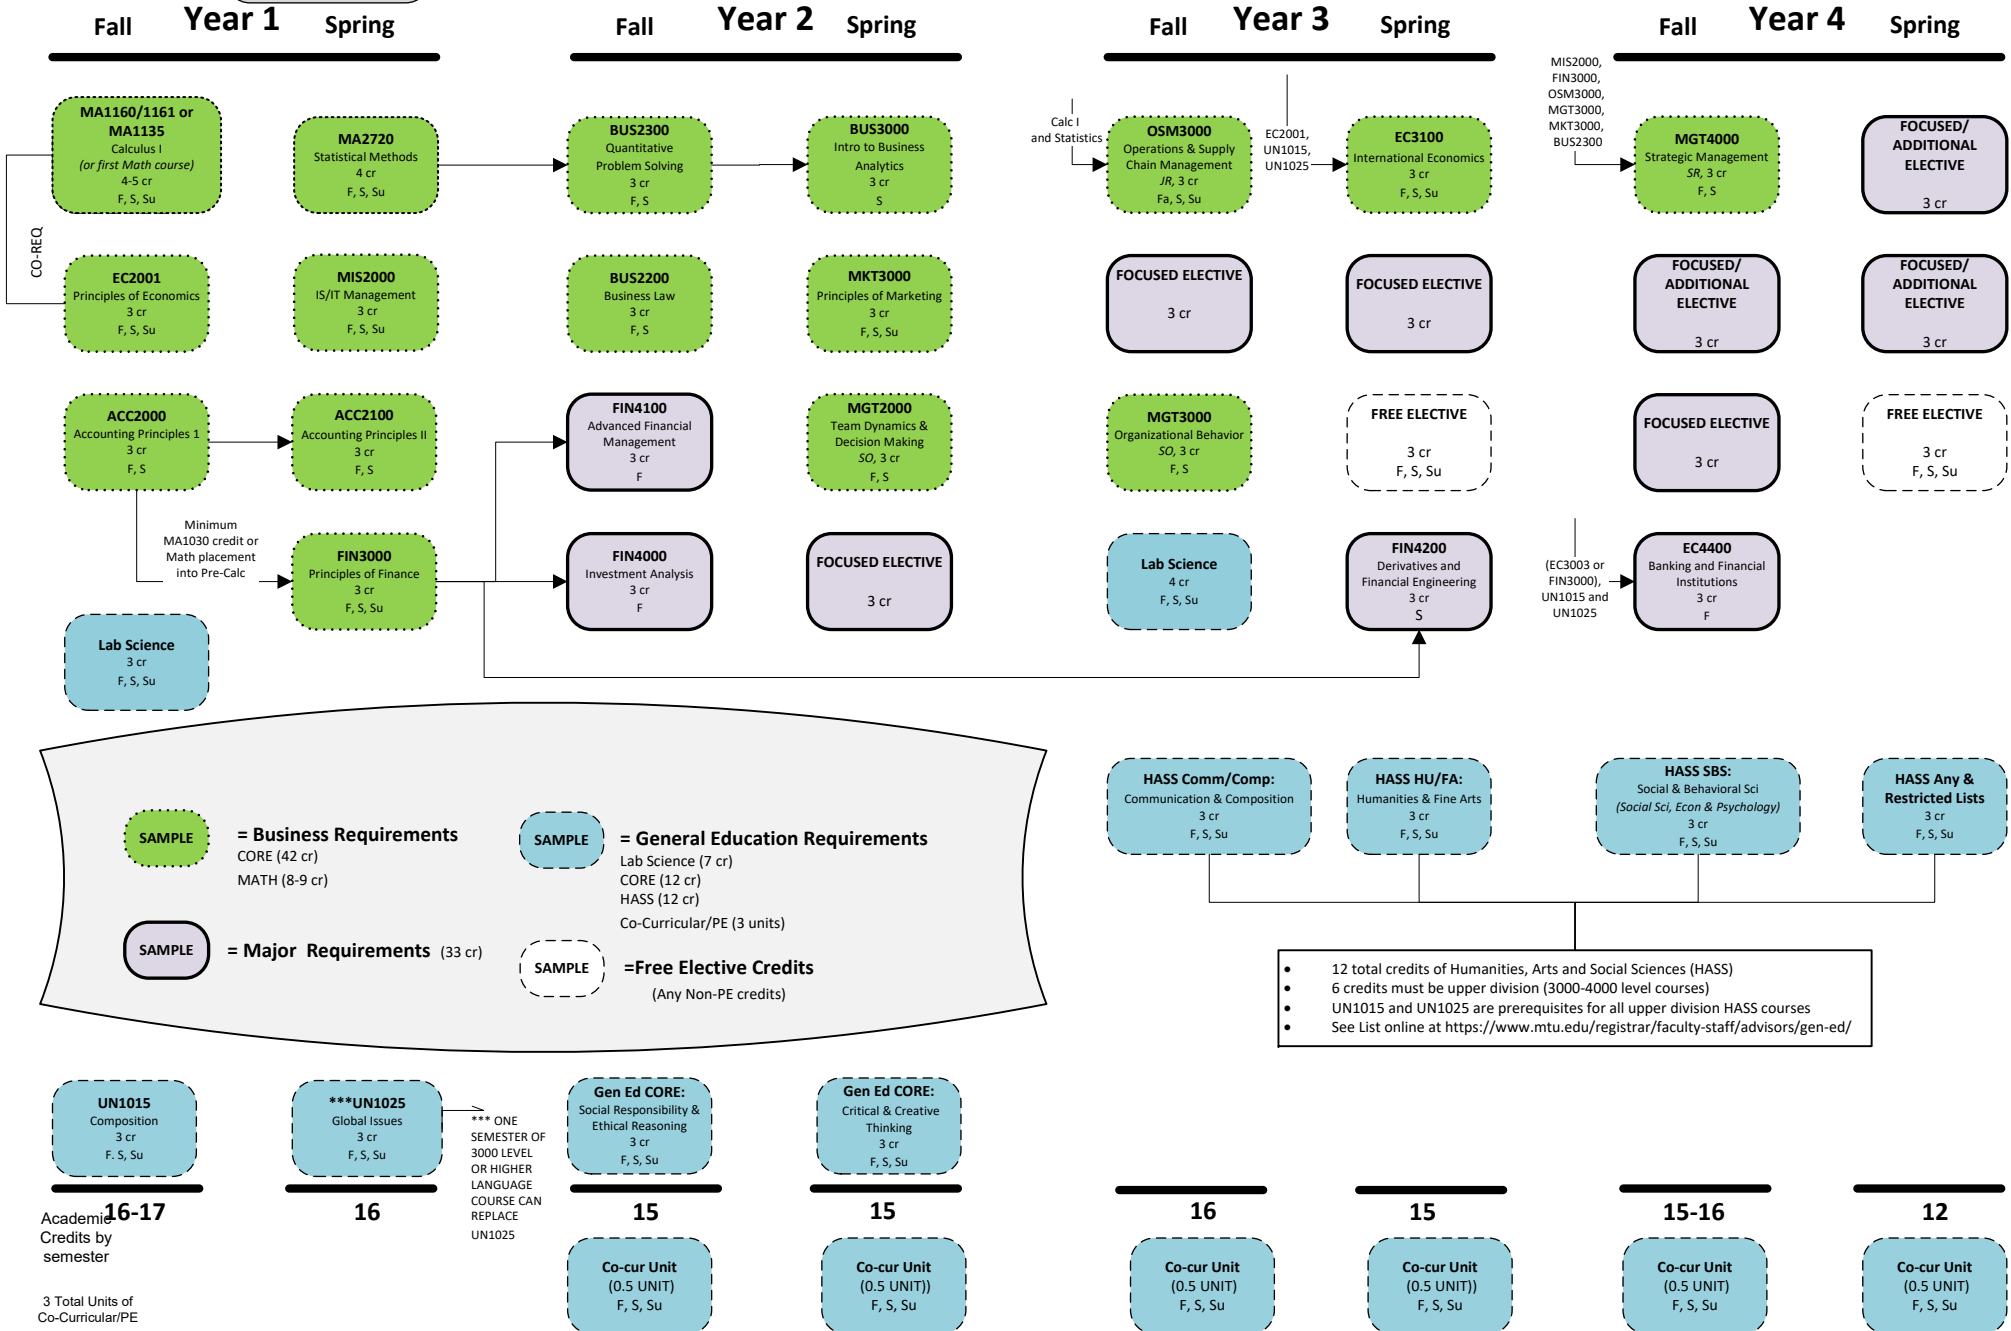 Fall Year 1 Spring
Fall Year 2 Spring
Fall Year 3 Spring
Fall Year 4 Spring
MA1160/1161 or
MA1135
Calculus I
(or first Math course)
4-5 cr
F, S, Su
MA2720
Statistical Methods
4 cr
F, S, Su
BUS2300
Quantitative
Problem Solving
3 cr
F, S
BUS3000
Intro to Business
Analytics
3 cr
S
Calc I
and Statistics
OSM3000
Operations & Supply
Chain Management
JR, 3 cr
Fa, S, Su
EC2001,
UN1015,
UN1025
EC3100
International Economics
3 cr
F, S, Su
MIS2000,
FIN3000,
OSM3000,
MGT3000,
MKT3000,
BUS2300
MGT4000
Strategic Management
SR, 3 cr
F, S
FOCUSED/
ADDITIONAL
ELECTIVE
3 cr
CO-REQ
EC2001
Principles of Economics
3 cr
F, S, Su
MIS2000
IS/IT Management
3 cr
F, S, Su
BUS2200
Business Law
3 cr
F, S
MKT3000
Principles of Marketing
3 cr
F, S, Su
FOCUSED ELECTIVE
3 cr
FOCUSED ELECTIVE
3 cr
FOCUSED/
ADDITIONAL
ELECTIVE
3 cr
FOCUSED/
ADDITIONAL
ELECTIVE
3 cr
ACC2000
Accounting Principles 1
3 cr
F, S
ACC2100
Accounting Principles II
3 cr
F, S
FIN4100
Advanced Financial
Management
3 cr
F
MGT2000
Team Dynamics &
Decision Making
SO, 3 cr
F, S
MGT3000
Organizational Behavior
SO, 3 cr
F, S
FREE ELECTIVE
3 cr
F, S, Su
FOCUSED ELECTIVE
3 cr
FREE ELECTIVE
3 cr
F, S, Su
Minimum
MA1030 credit or
Math placement
into Pre-Calc
FIN3000
Principles of Finance
3 cr
F, S, Su
FIN4000
Investment Analysis
3 cr
F
FOCUSED ELECTIVE
3 cr
Lab Science
4 cr
F, S, Su
FIN4200
Derivatives and
Financial Engineering
3 cr
S
(EC3003 or
FIN3000),
UN1015 and
UN1025
EC4400
Banking and Financial
Institutions
3 cr
F
Lab Science
3 cr
F, S, Su
SAMPLE
= Business Requirements
CORE (42 cr)
MATH (8-9 cr)
SAMPLE
= General Education Requirements
Lab Science (7 cr)
CORE (12 cr)
HASS (12 cr)
Co-Curricular/PE (3 units)
SAMPLE
= Major Requirements (33 cr)
SAMPLE
=Free Elective Credits
(Any Non-PE credits)
HASS Comm/Comp:
Communication & Composition
3 cr
F, S, Su
HASS HU/FA:
Humanities & Fine Arts
3 cr
F, S, Su
HASS SBS:
Social & Behavioral Sci
(Social Sci, Econ & Psychology)
3 cr
F, S, Su
HASS Any &
Restricted Lists
3 cr
F, S, Su
• 12 total credits of Humanities, Arts and Social Sciences (HASS)
• 6 credits must be upper division (3000-4000 level courses)
• UN1015 and UN1025 are prerequisites for all upper division HASS courses
• See List online at https://www.mtu.edu/registrar/faculty-staff/advisors/gen-ed/
UN1015
Composition
3 cr
F. S, Su
***UN1025
Global Issues
3 cr
F, S, Su
*** ONE
SEMESTER OF
3000 LEVEL
OR HIGHER
LANGUAGE
COURSE CAN
REPLACE
UN1025
Gen Ed CORE:
Social Responsibility &
Ethical Reasoning
3 cr
F, S, Su
Gen Ed CORE:
Critical & Creative
Thinking
3 cr
F, S, Su
Academic
Credits by
semester
16-17
16
15
15
16
15
15-16
12
3 Total Units of
Co-Curricular/PE
Co-cur Unit
(0.5 UNIT)
F, S, Su
Co-cur Unit
(0.5 UNIT))
F, S, Su
Co-cur Unit
(0.5 UNIT)
F, S, Su
Co-cur Unit
(0.5 UNIT))
F, S, Su
Co-cur Unit
(0.5 UNIT)
F, S, Su
Co-cur Unit
(0.5 UNIT)
F, S, Su